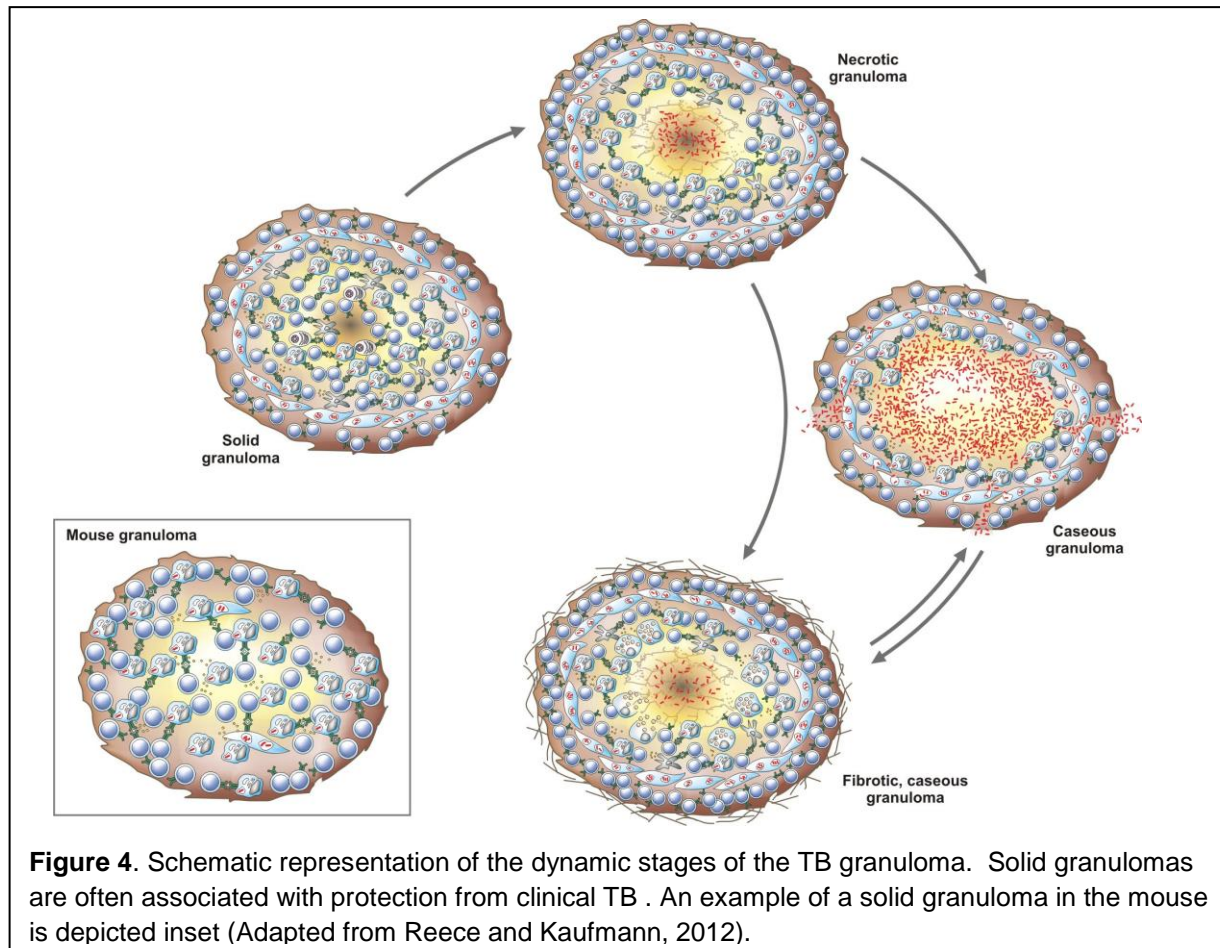 Necrotic
granuloma
Solid
granuloma
Caseous
granuloma
Mouse granuloma
Fibrotic, caseous
granuloma
Figure 4. Schematic representation of the dynamic stages of the TB granuloma.  Solid granulomas
are often associated with protection from clinical TB . An example of a solid granuloma in the mouse
is depicted inset (Adapted from Reece and Kaufmann, 2012).